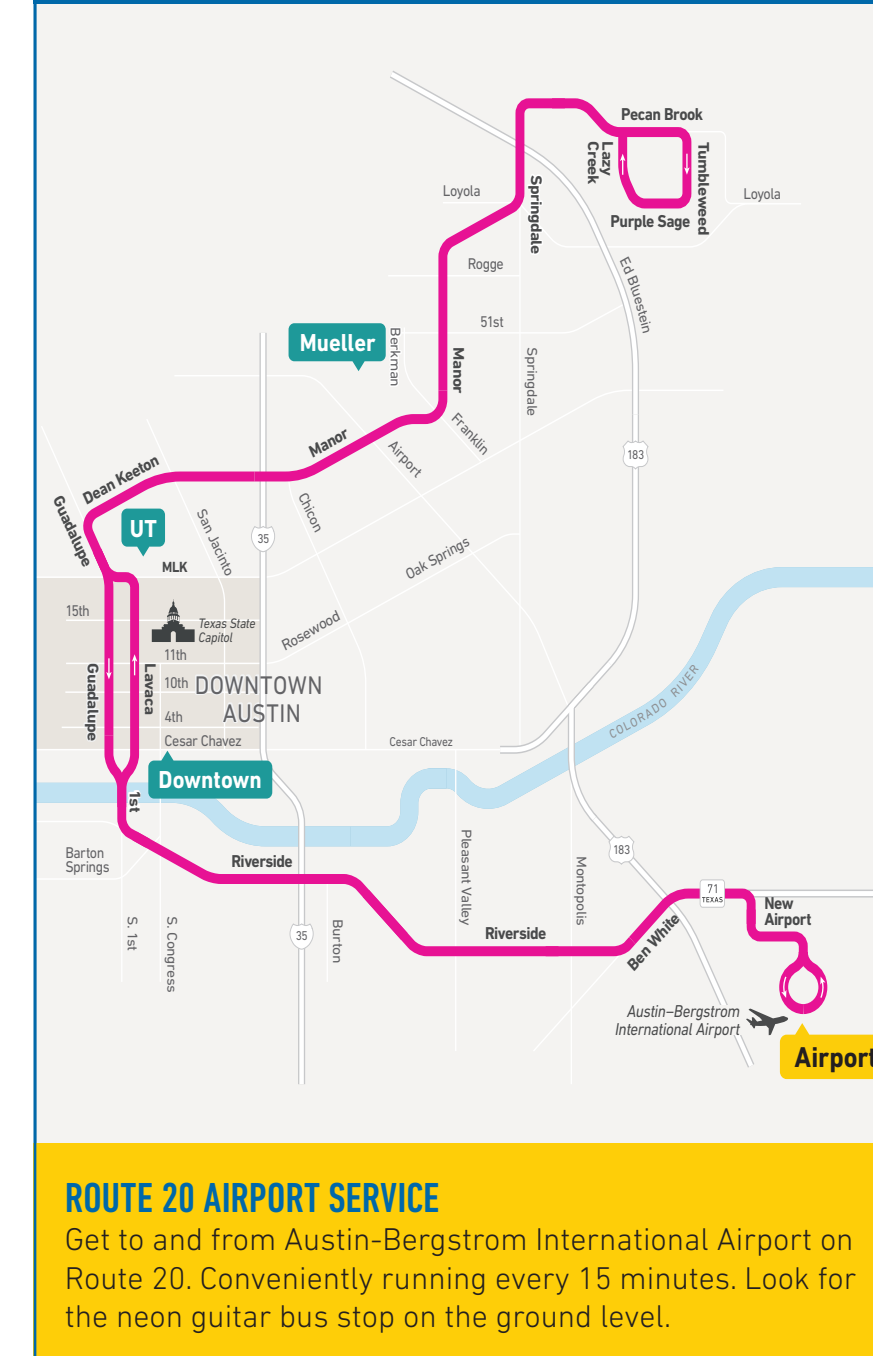 Pecan Brook
Lazy
Creek
Tumbleweed
Loyola
Springdale
Loyola
Purple Sage
Rogge
Ed Bluestein
51st
Mueller
Berkman
Manor
Springdale
Franklin
Manor
Airport
183
Dean Keeton
Guadalupe
UT
San Jacinto
35
Chicon
Oak Springs
MLK
15th
Texas State
Capitol
Rosewood
11th
Guadalupe
Lavaca
10th
DOWNTOWN
AUSTIN
4th
COLORADO RIVER
Cesar Chavez
Cesar Chavez
Downtown
1st
Barton
Springs
Riverside
Pleasant Valley
183
Montopolis
71
TEXAS
New
Airport
S. 1st
S. Congress
35
Burton
Riverside
Ben White
Austin–Bergstrom
International Airport
Airport
ROUTE 20 AIRPORT SERVICE
Get to and from Austin-Bergstrom International Airport on
Route 20. Conveniently running every 15 minutes. Look for
the neon guitar bus stop on the ground level.